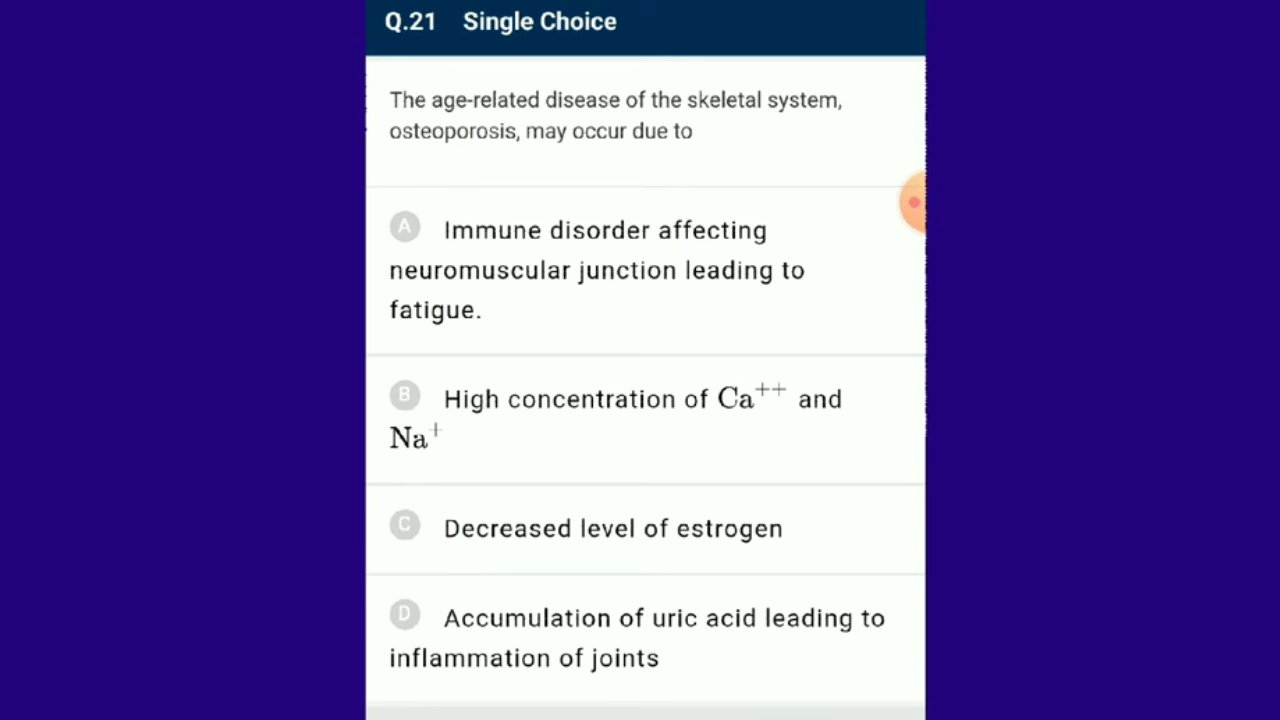 Q.21 Single Choice
The age-related disease of the skeletal system,
osteoporosis, may occur due to
A Immune disorder affecting
neuromuscular junction leading to
fatigue.
B High concentration of Ca⁺⁺ and
Na⁺
C Decreased level of estrogen
D Accumulation of uric acid leading to
inflammation of joints